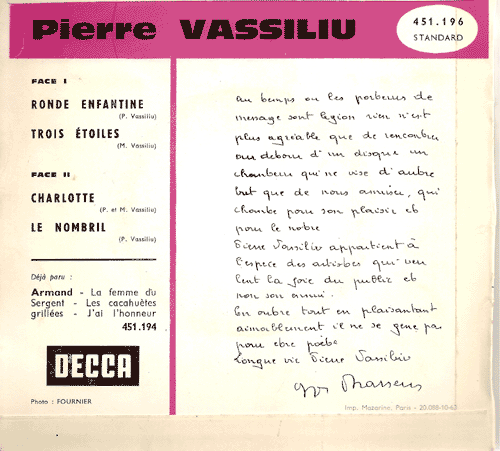 Pierre VASSILIU
451.196
STANDARD
FACE I
RONDE ENFANTINE
(P. Vassiliu)
TROIS ÉTOILES
(M. Vassiliu)
FACE II
CHARLOTTE
(P. et M. Vassiliu)
LE NOMBRIL
(P. Vassiliu)
Déjà paru :
Armand - La femme du
Sergent - Les cacahuètes
grillées - J'ai l'honneur
451.194
DECCA
Photo : FOURNIER
Au temps ou les porteurs de
message sont légion rien n'est
plus agréable que de rencontrer
au detour d'un disque un
chanteur qui ne vise d'autre
but que de nous amuser, qui
chante pour son plaisir et
pour le notre
Pierre Vassiliu appartient à
l'espèce des artistes qui veu
lent la joie du public et
non son ennui.
En outre tout en plaisantant
aimablement il ne se gene pas
pour etre poète
Longue vie Pierre Vassiliu
Brassens
Imp. Mazarine, Paris - 20.088-10-63